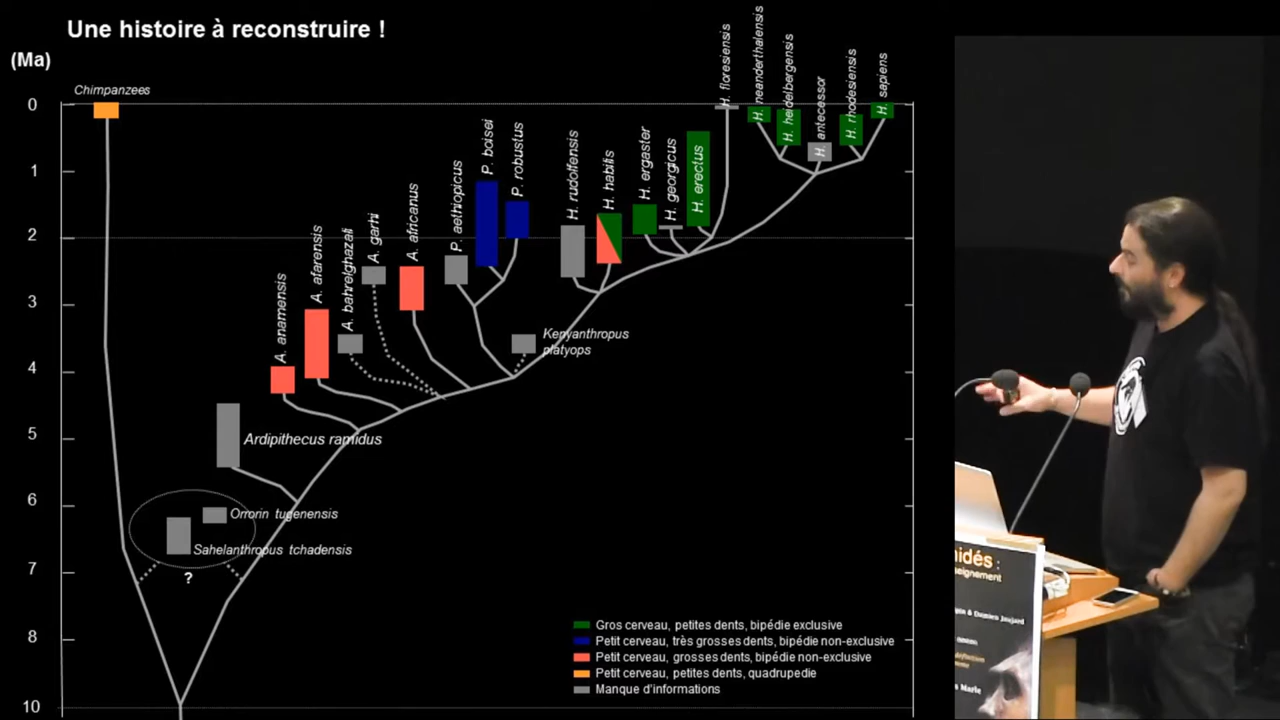 Une histoire à reconstruire !
(Ma)
Chimpanzees
0
1
2
3
4
5
6
7
8
10
A. anamensis
A. afarensis
A. bahrelghazali
A. garhi
A. africanus
P. aethiopicus
P. boisei
P. robustus
H. rudolfensis
H. habilis
H. ergaster
H. georgicus
H. erectus
H. floresiensis
H. neanderthalensis
H. heidelbergensis
H. antecessor
H. rhodesiensis
H. sapiens
Kenyanthropus
platyops
Ardipithecus ramidus
Orrorin tugenensis
Sahelanthropus tchadensis
?
Gros cerveau, petites dents, bipédie exclusive
Petit cerveau, très grosses dents, bipédie non-exclusive
Petit cerveau, grosses dents, bipédie non-exclusive
Petit cerveau, petites dents, quadrupedie
Manque d'informations
nidés :
seignement
& Damien
Marie